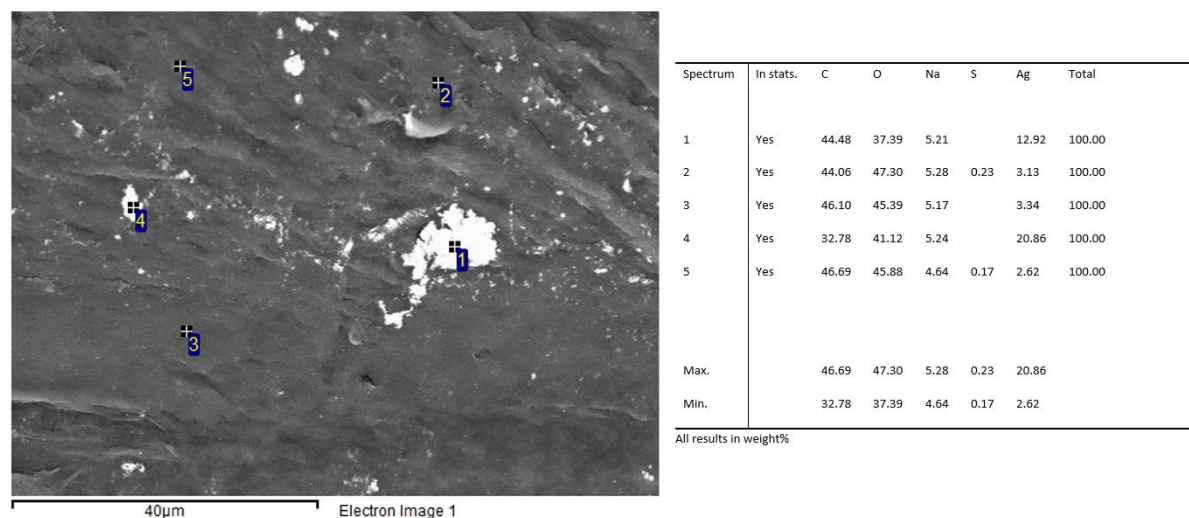 5
2
4
1
3
40µm Electron Image 1
Spectrum In stats. C O Na S Ag Total
1 Yes 44.48 37.39 5.21 12.92 100.00
2 Yes 44.06 47.30 5.28 0.23 3.13 100.00
3 Yes 46.10 45.39 5.17 3.34 100.00
4 Yes 32.78 41.12 5.24 20.86 100.00
5 Yes 46.69 45.88 4.64 0.17 2.62 100.00
Max. 46.69 47.30 5.28 0.23 20.86
Min. 32.78 37.39 4.64 0.17 2.62
All results in weight%